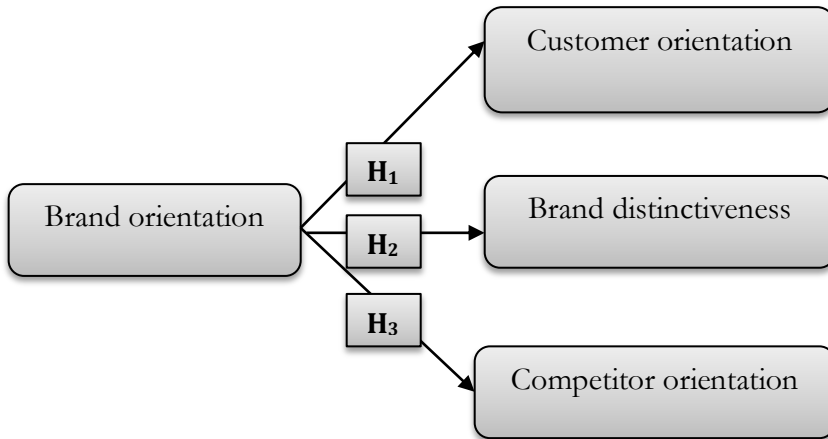 Customer orientation
H₁
Brand orientation
H₂
Brand distinctiveness
H₃
Competitor orientation